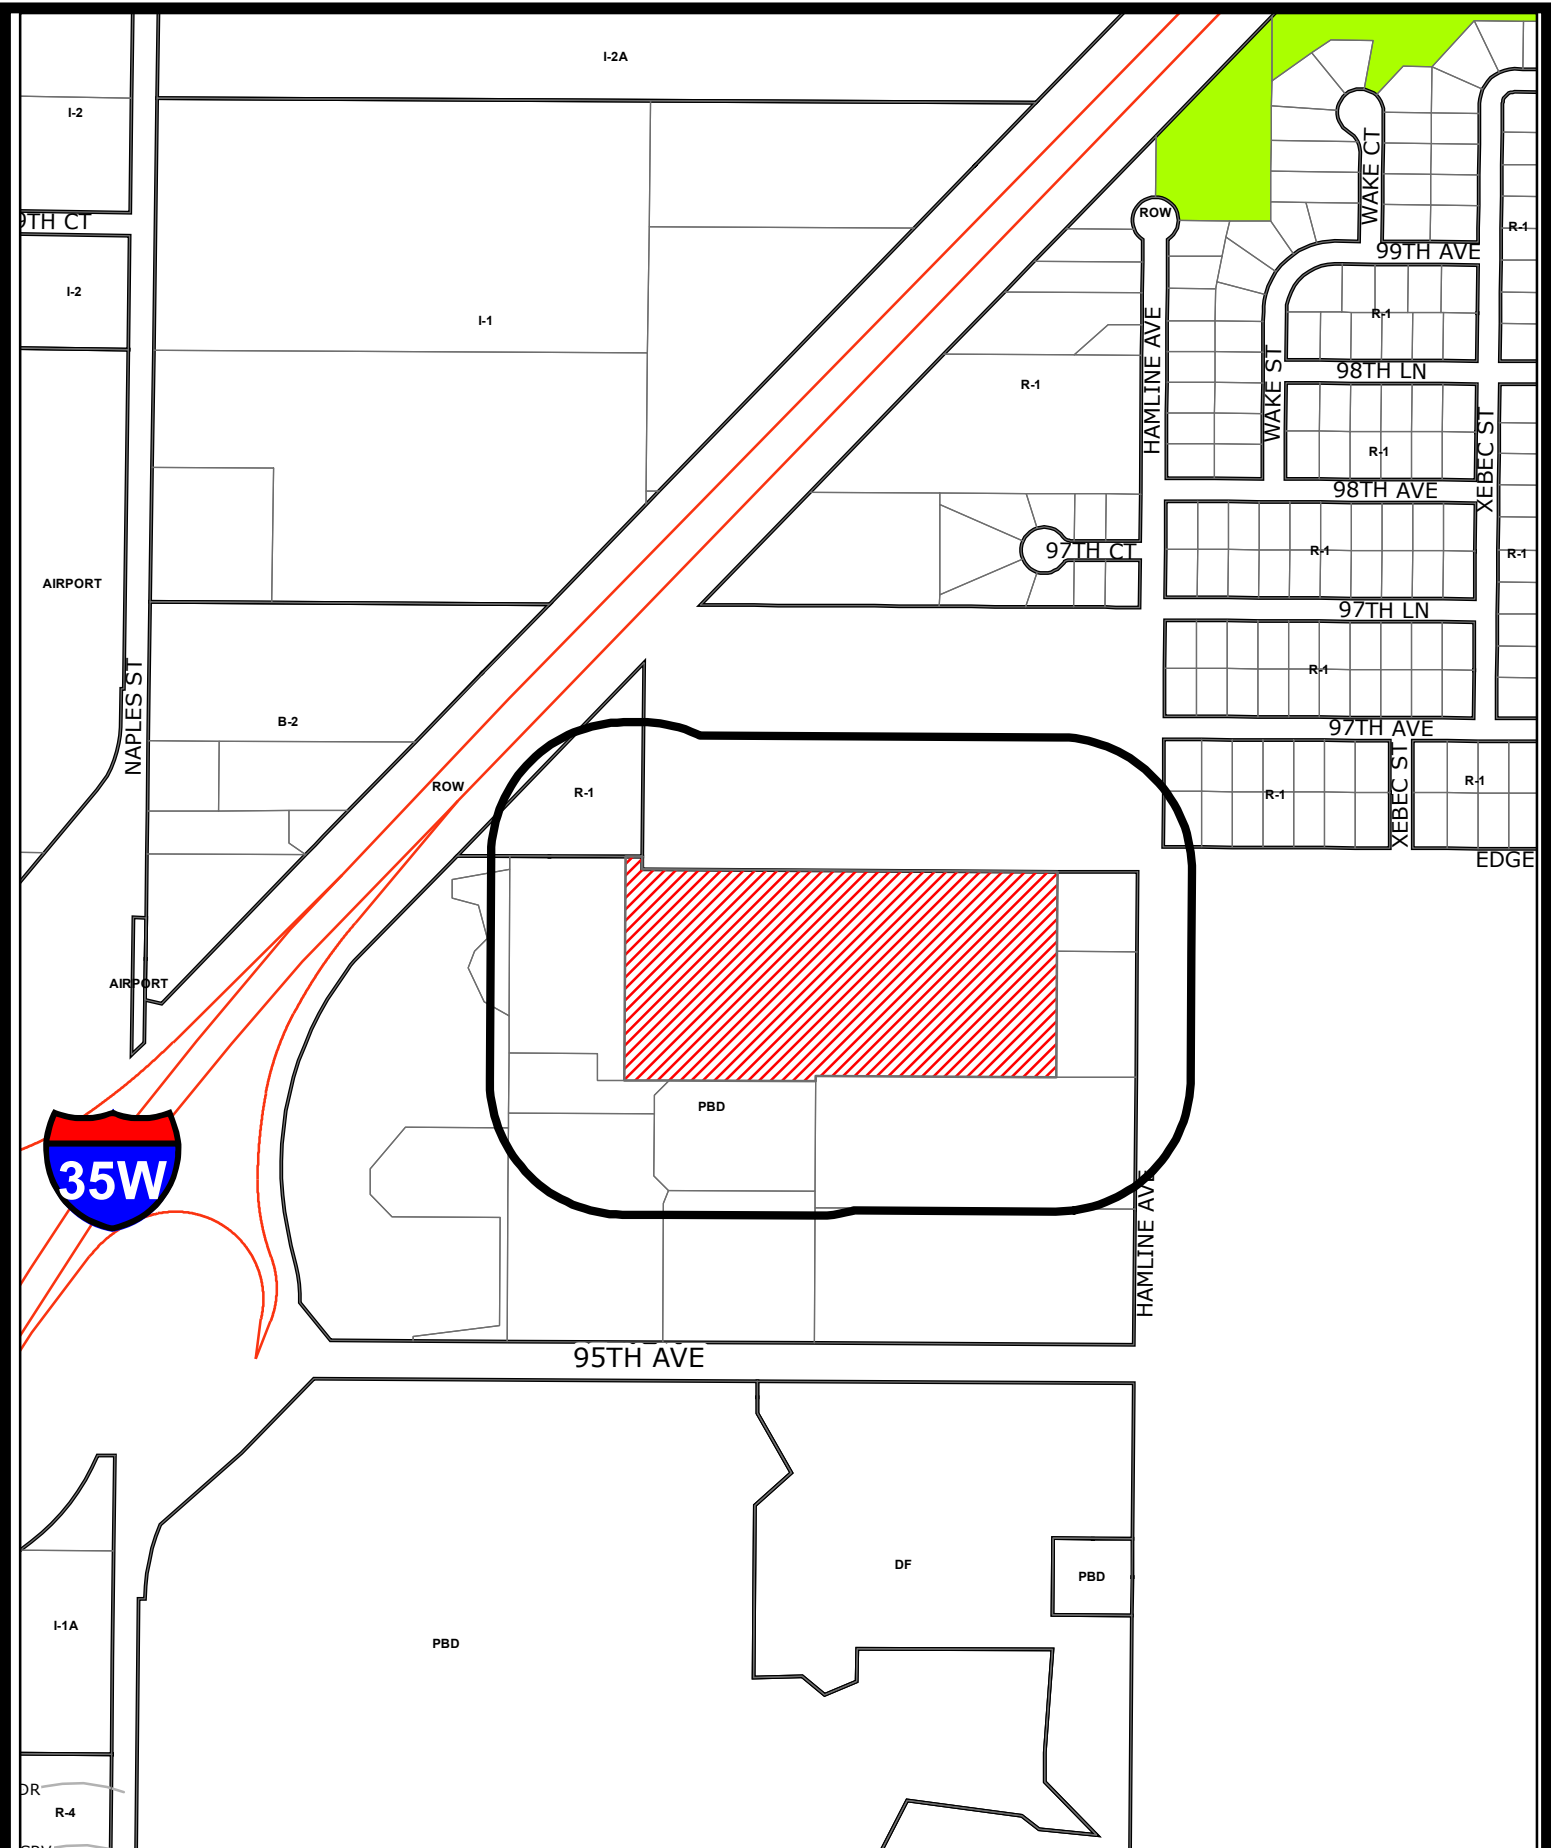 I-2A
I-2
WAKE CT
ROW
9TH CT
R-1
99TH AVE
I-2
R-1
I-1
HAMLINE AVE
WAKE ST
98TH LN
R-1
XEBEC ST
R-1
98TH AVE
97TH CT
R-1
R-1
AIRPORT
97TH LN
R-1
NAPLES ST
B-2
97TH AVE
ROW
R-1
R-1
XEBEC ST
R-1
EDGE
AIRPORT
PBD
35W
HAMLINE AVE
95TH AVE
DF
PBD
I-1A
PBD
DR
R-4